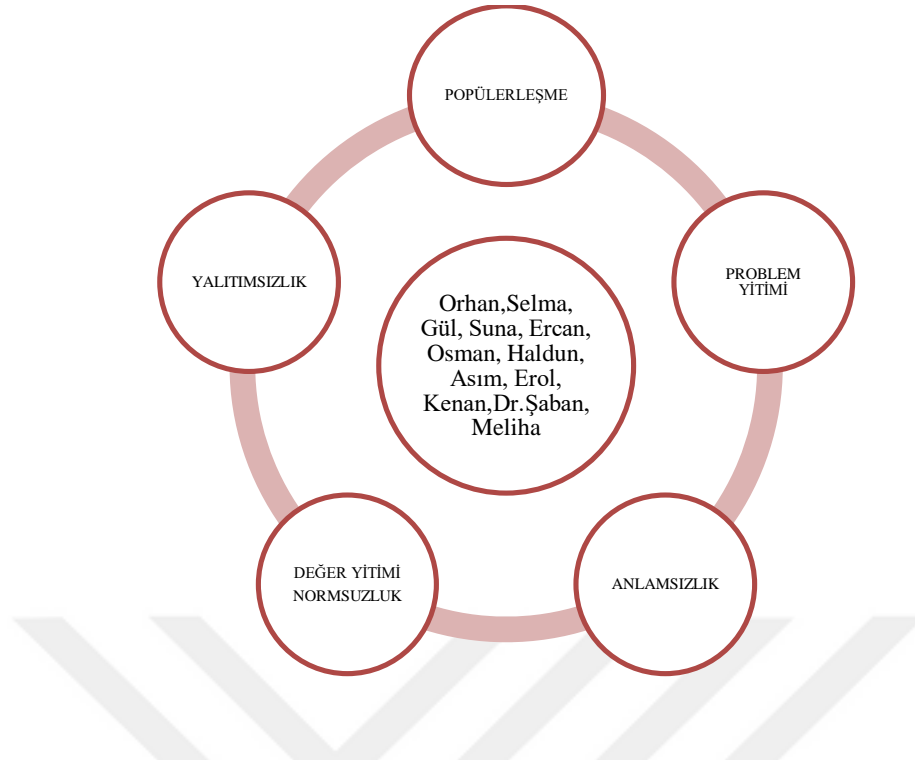 POPÜLERLEŞME
YALITIMSIZLIK
PROBLEM
YİTİMİ
Orhan,Selma,
Gül, Suna, Ercan,
Osman, Haldun,
Asım, Erol,
Kenan,Dr.Şaban,
Meliha
DEĞER YİTİMİ
NORMSUZLUK
ANLAMSIZLIK